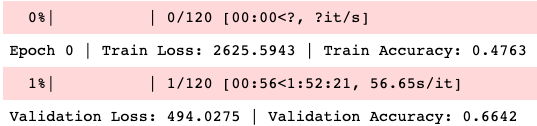 0%| | 0/120 [00:00<?, ?it/s]
Epoch 0 | Train Loss: 2625.5943 | Train Accuracy: 0.4763
1%| | 1/120 [00:56<1:52:21, 56.65s/it]
Validation Loss: 494.0275 | Validation Accuracy: 0.6642